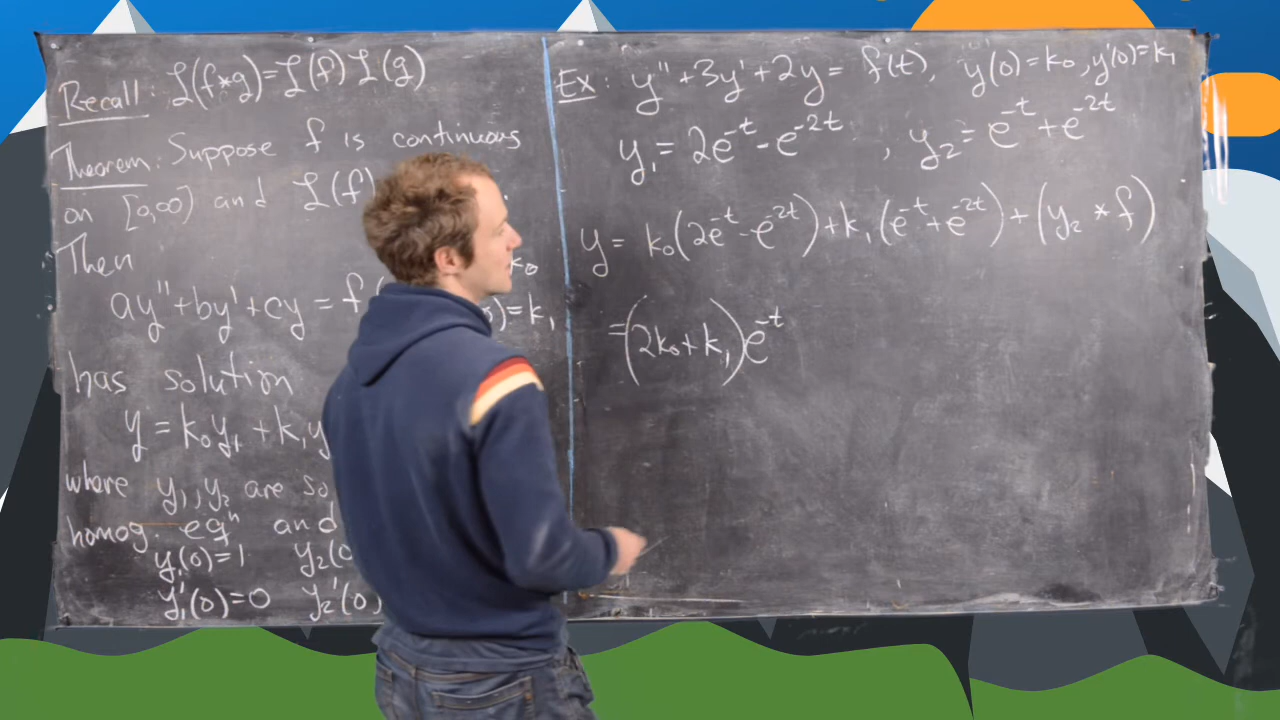 Recall: L(f*g)=L(f) L(g)
Theorem: Suppose f is continuous
on [0,∞) and L(f)
Then
ay''+by'+cy = f k₀
)=k₁
has solution
y = k₀y₁ + k₁y
where y₁, y₂ are so
homog. eqⁿ and
y₁(0)=1 y₂(0
y₁'(0)=0 y₂'(0)
Ex: y''+3y'+2y = f(t), y(0)=k₀, y'(0)=k₁
y₁= 2e^-t - e^-2t , y₂= e^-t + e^-2t
y = k₀(2e^-t - e^-2t)+k₁(e^-t + e^-2t)+(y₂ * f)
=(2k₀+k₁)e^-t